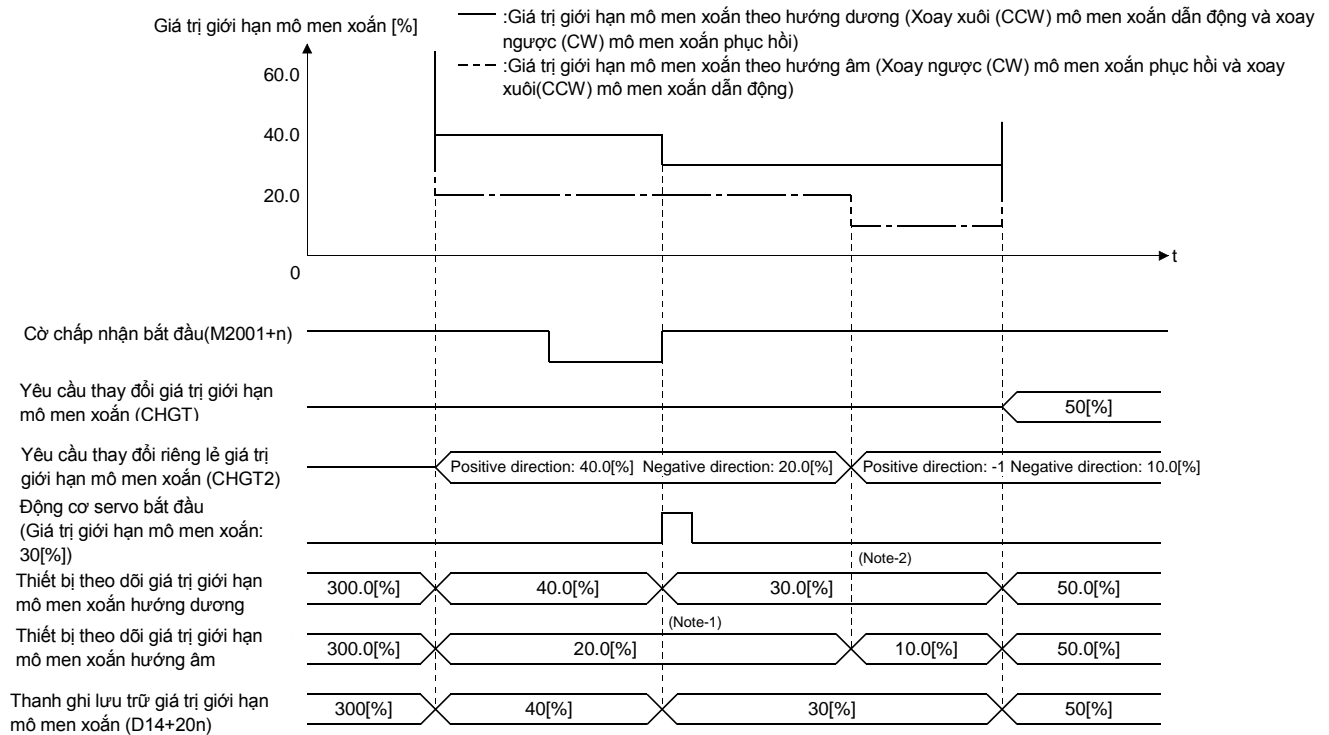 Giá trị giới hạn mô men xoắn [%]
:Giá trị giới hạn mô men xoắn theo hướng dương (Xoay xuôi (CCW) mô men xoắn dẫn động và xoay
ngược (CW) mô men xoắn phục hồi)
:Giá trị giới hạn mô men xoắn theo hướng âm (Xoay ngược (CW) mô men xoắn phục hồi và xoay
xuôi(CCW) mô men xoắn dẫn động)
60.0
40.0
20.0
0
t
Cờ chấp nhận bắt đầu(M2001+n)
Yêu cầu thay đổi giá trị giới hạn
mô men xoắn (CHGT)
50[%]
Yêu cầu thay đổi riêng lẻ giá trị
giới hạn mô men xoắn (CHGT2)
Positive direction: 40.0[%] Negative direction: 20.0[%]
Positive direction: -1 Negative direction: 10.0[%]
Động cơ servo bắt đầu
(Giá trị giới hạn mô men xoắn:
30[%])
(Note-2)
Thiết bị theo dõi giá trị giới hạn
mô men xoắn hướng dương
300.0[%]
40.0[%]
30.0[%]
50.0[%]
(Note-1)
Thiết bị theo dõi giá trị giới hạn
mô men xoắn hướng âm
300.0[%]
20.0[%]
10.0[%]
50.0[%]
Thanh ghi lưu trữ giá trị giới hạn
mô men xoắn (D14+20n)
300[%]
40[%]
30[%]
50[%]